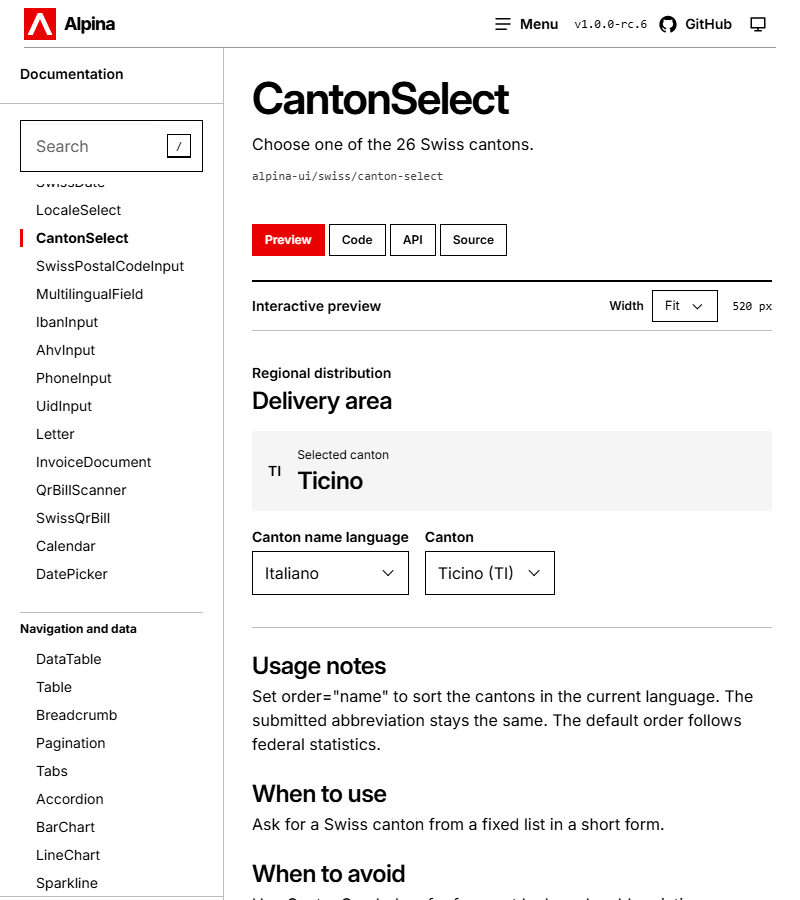 Alpina
Menu
v1.0.0-rc.6
GitHub
Documentation
Search
/
SwissDate
LocaleSelect
CantonSelect
SwissPostalCodeInput
MultilingualField
IbanInput
AhvInput
PhoneInput
UidInput
Letter
InvoiceDocument
QrBillScanner
SwissQrBill
Calendar
DatePicker
Navigation and data
DataTable
Table
Breadcrumb
Pagination
Tabs
Accordion
BarChart
LineChart
Sparkline
CantonSelect
Choose one of the 26 Swiss cantons.
alpina-ui/swiss/canton-select
Preview
Code
API
Source
Interactive preview
Width
Fit
520 px
Regional distribution
Delivery area
TI
Selected canton
Ticino
Canton name language
Canton
Italiano
Ticino (TI)
Usage notes
Set order="name" to sort the cantons in the current language. The
submitted abbreviation stays the same. The default order follows
federal statistics.
When to use
Ask for a Swiss canton from a fixed list in a short form.
When to avoid